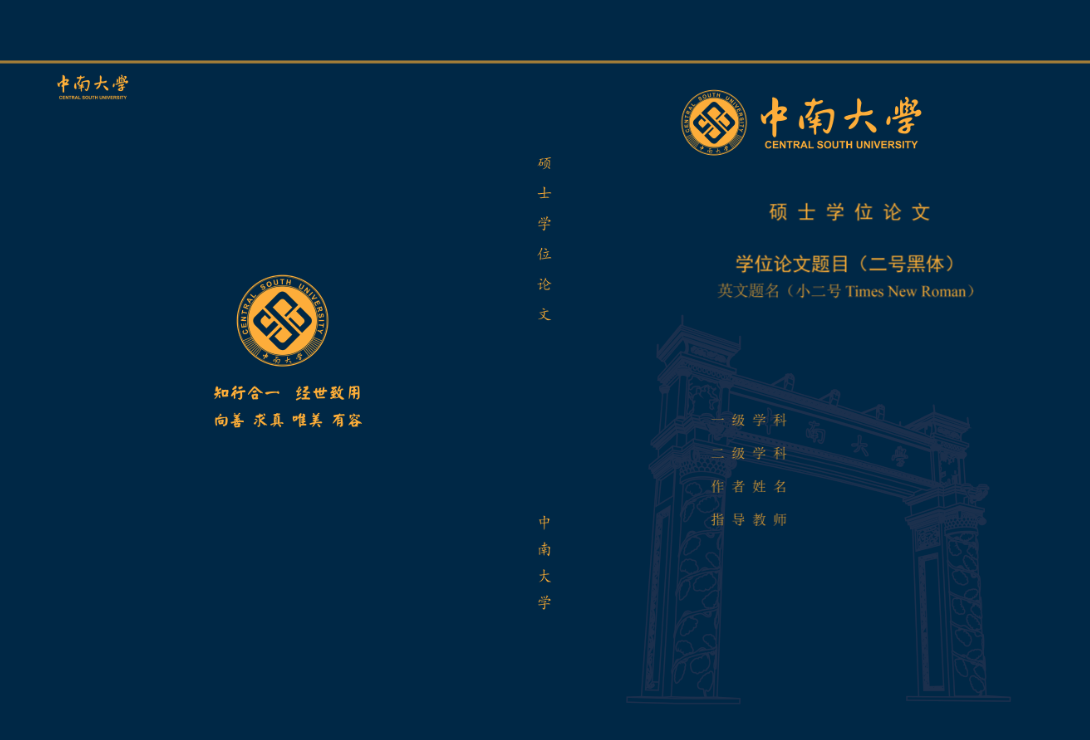 中南大學
CENTRAL SOUTH UNIVERSITY
CENTRAL SOUTH UNIVERSITY
中南大学
知行合一 经世致用
向善 求真 唯美 有容
硕士学位论文
中南大学
CENTRAL SOUTH UNIVERSITY
中南大学
中南大學
CENTRAL SOUTH UNIVERSITY
硕士学位论文
学位论文题目（二号黑体）
英文题名（小二号 Times New Roman）
中南大學
一级学科
二级学科
作者姓名
指导教师